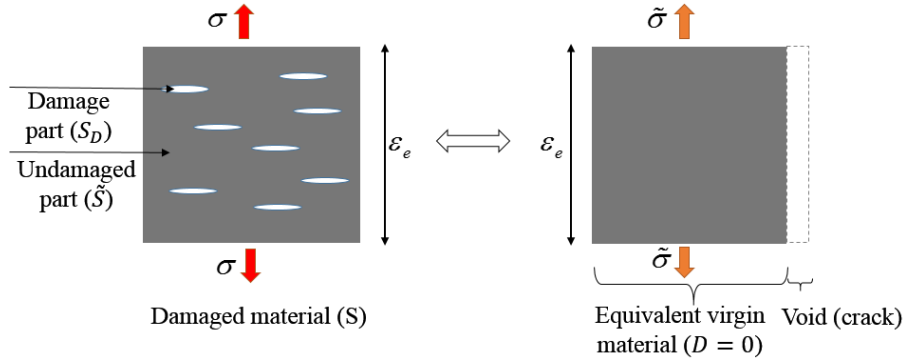 σ
σ̃
Damage
part (S_D)
Undamaged
part (S̃)
ε_e
ε_e
σ
σ̃
Damaged material (S)
Equivalent virgin
material (D = 0)
Void (crack)